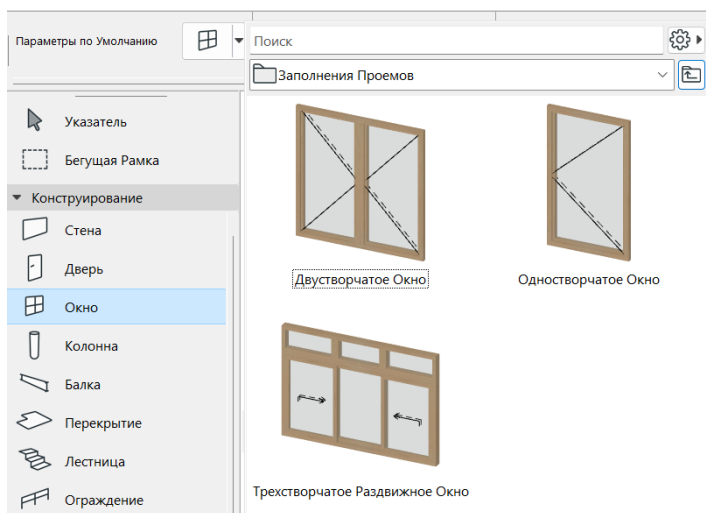 Параметры по Умолчанию
Поиск
Заполнения Проемов
Указатель
Бегущая Рамка
Конструирование
Стена
Дверь
Окно
Колонна
Балка
Перекрытие
Лестница
Ограждение
Двустворчатое Окно
Одностворчатое Окно
Трехстворчатое Раздвижное Окно